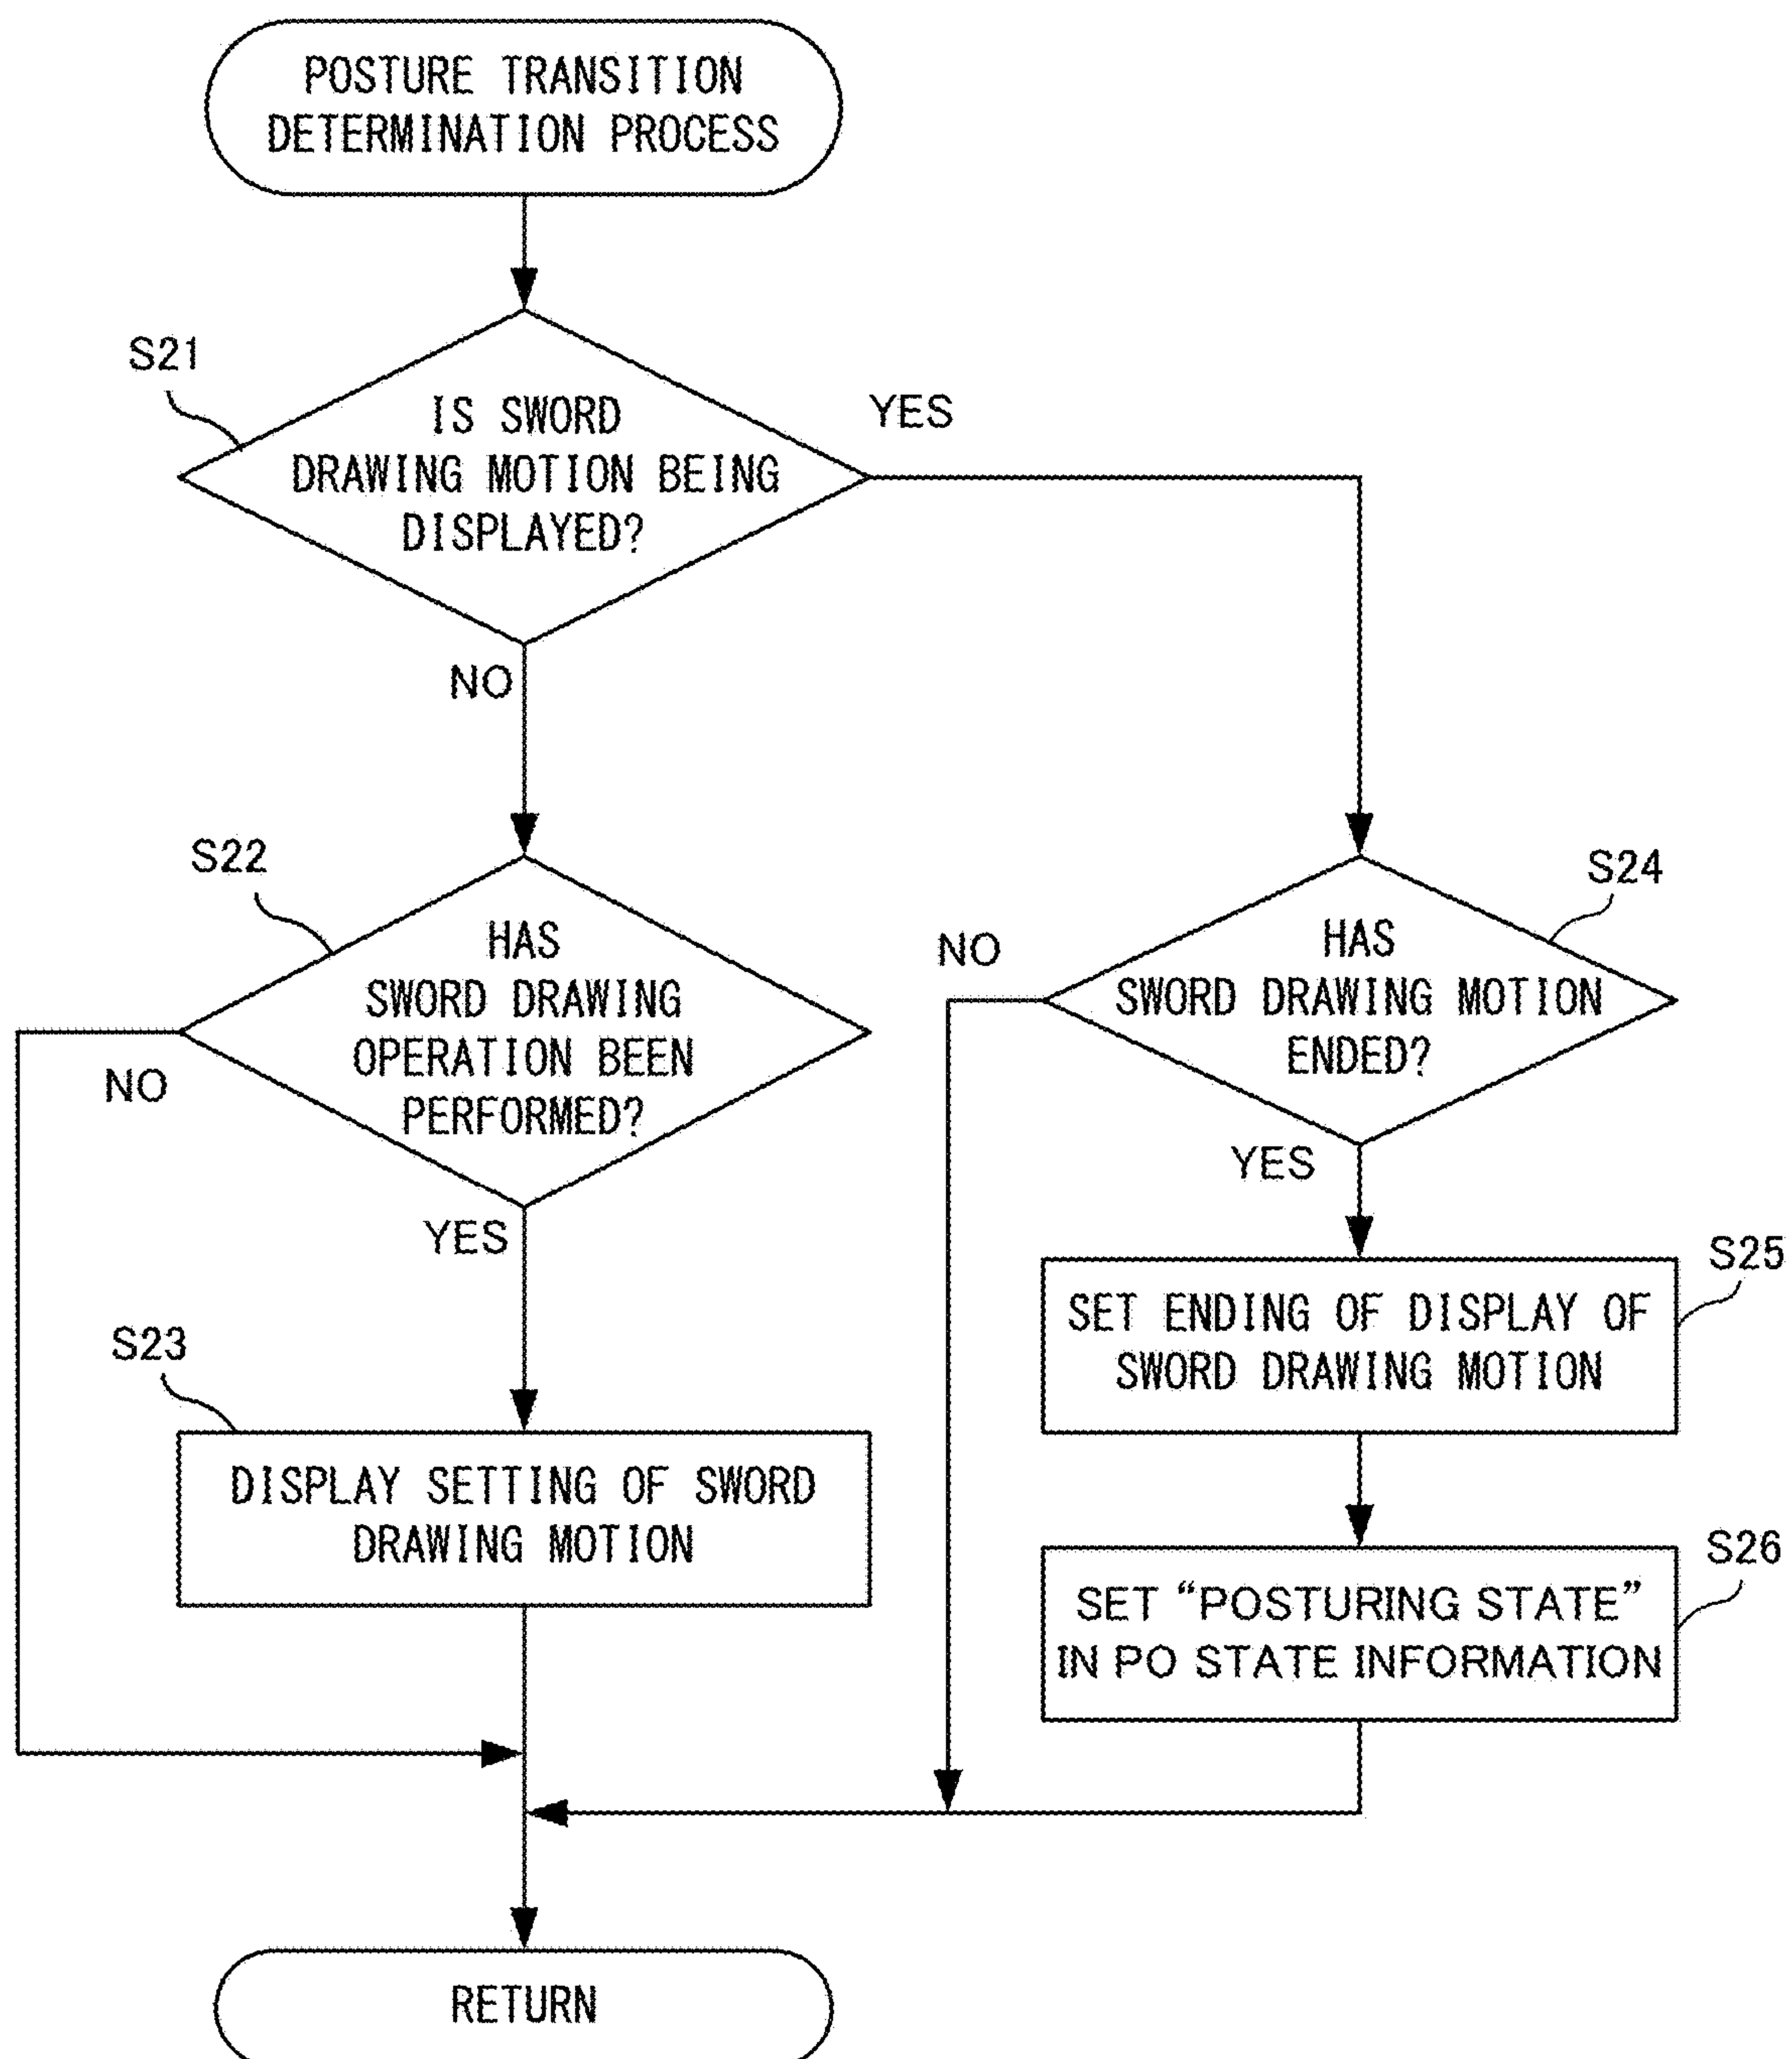 POSTURE TRANSITION
DETERMINATION PROCESS
S21
IS SWORD
DRAWING MOTION BEING
DISPLAYED?
YES
NO
S22
HAS
SWORD DRAWING
OPERATION BEEN
PERFORMED?
NO
YES
S23
DISPLAY SETTING OF SWORD
DRAWING MOTION
S24
HAS
SWORD DRAWING MOTION
ENDED?
NO
YES
S25
SET ENDING OF DISPLAY OF
SWORD DRAWING MOTION
S26
SET “POSTURING STATE”
IN PO STATE INFORMATION
RETURN